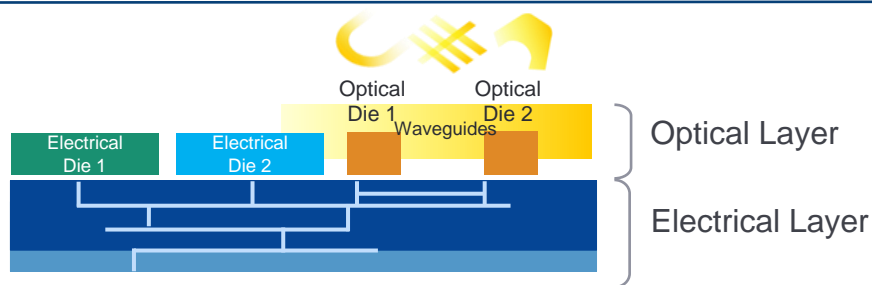 Optical
Die 1
Optical
Die 2
Waveguides
Electrical
Die 1
Electrical
Die 2
Optical Layer
Electrical Layer